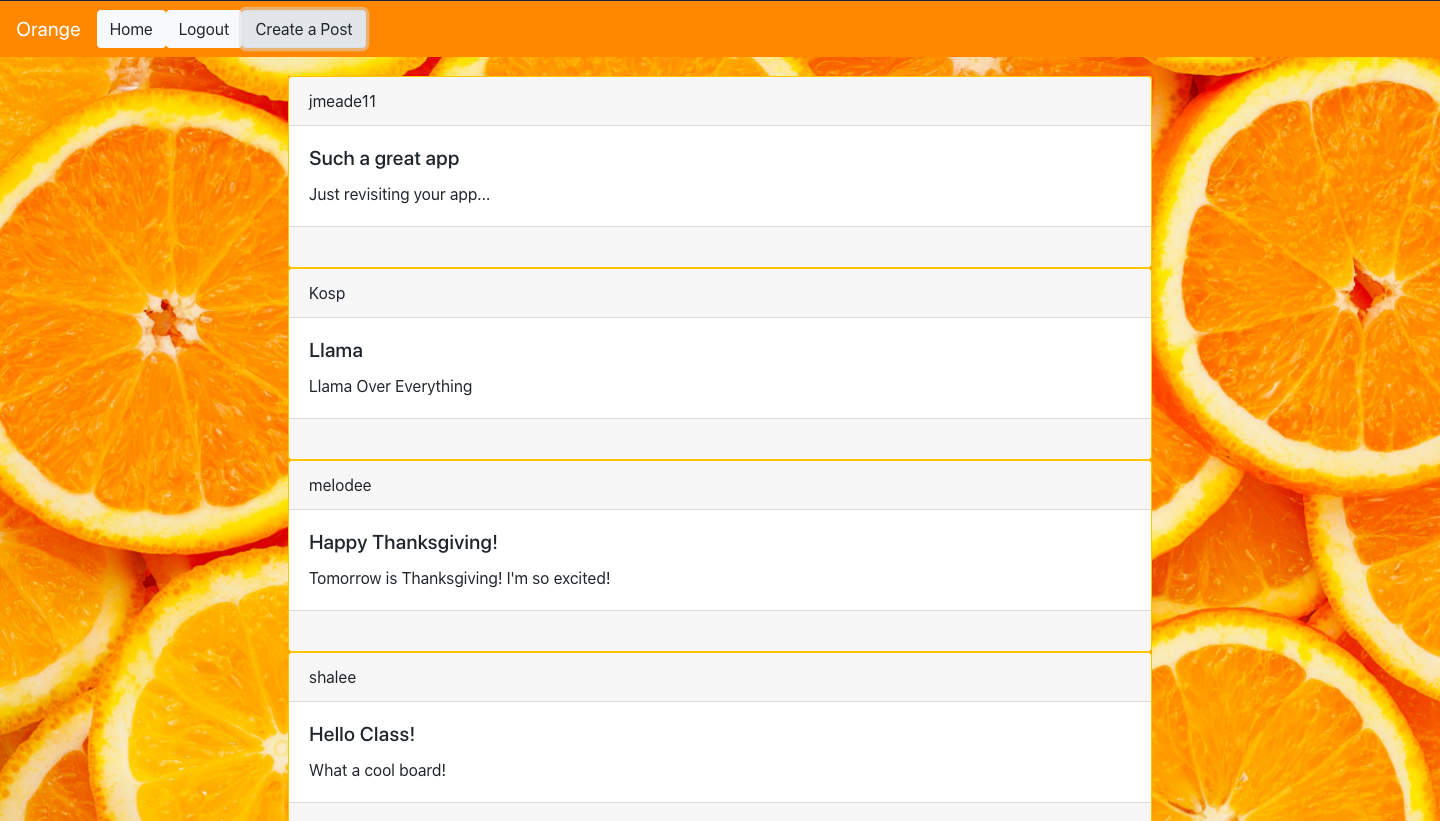 Orange Home Logout Create a Post
jmeade11
Such a great app
Just revisiting your app...
Kosp
Llama
Llama Over Everything
melodee
Happy Thanksgiving!
Tomorrow is Thanksgiving! I'm so excited!
shalee
Hello Class!
What a cool board!